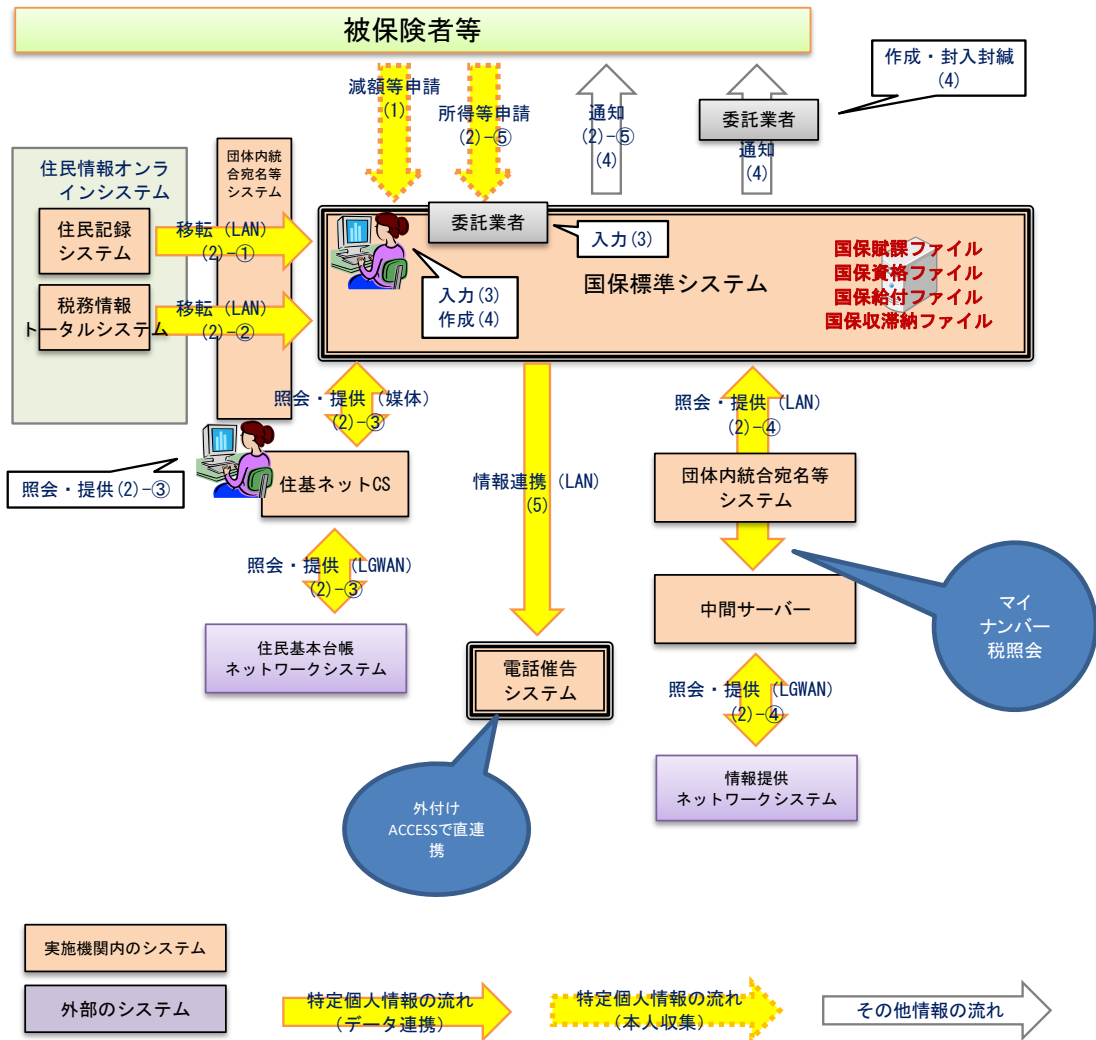 被保険者等
作成・封入封緘
(4)
減額等申請
(1)
所得等申請
(2)-⑤
通知
(2)-⑤
(4)
委託業者
通知
(4)
住民情報オンラ
インシステム
団体内統
合宛名等
システム
住民記録
システム
移転（LAN）
(2)-①
税務情報
トータルシステム
移転（LAN）
(2)-②
委託業者
入力(3)
入力(3)
作成(4)
国保標準システム
国保賦課ファイル
国保資格ファイル
国保給付ファイル
国保収滞納ファイル
照会・提供（媒体）
(2)-③
照会・提供（LAN）
(2)-④
照会・提供(2)-③
住基ネットCS
情報連携（LAN）
(5)
団体内統合宛名等
システム
照会・提供（LGWAN）
(2)-③
中間サーバー
マイ
ナンバー
税照会
住民基本台帳
ネットワークシステム
電話催告
システム
照会・提供（LGWAN）
(2)-④
外付け
ACCESSで直連
携
情報提供
ネットワークシステム
実施機関内のシステム
外部のシステム
特定個人情報の流れ
（データ連携）
特定個人情報の流れ
（本人収集）
その他情報の流れ